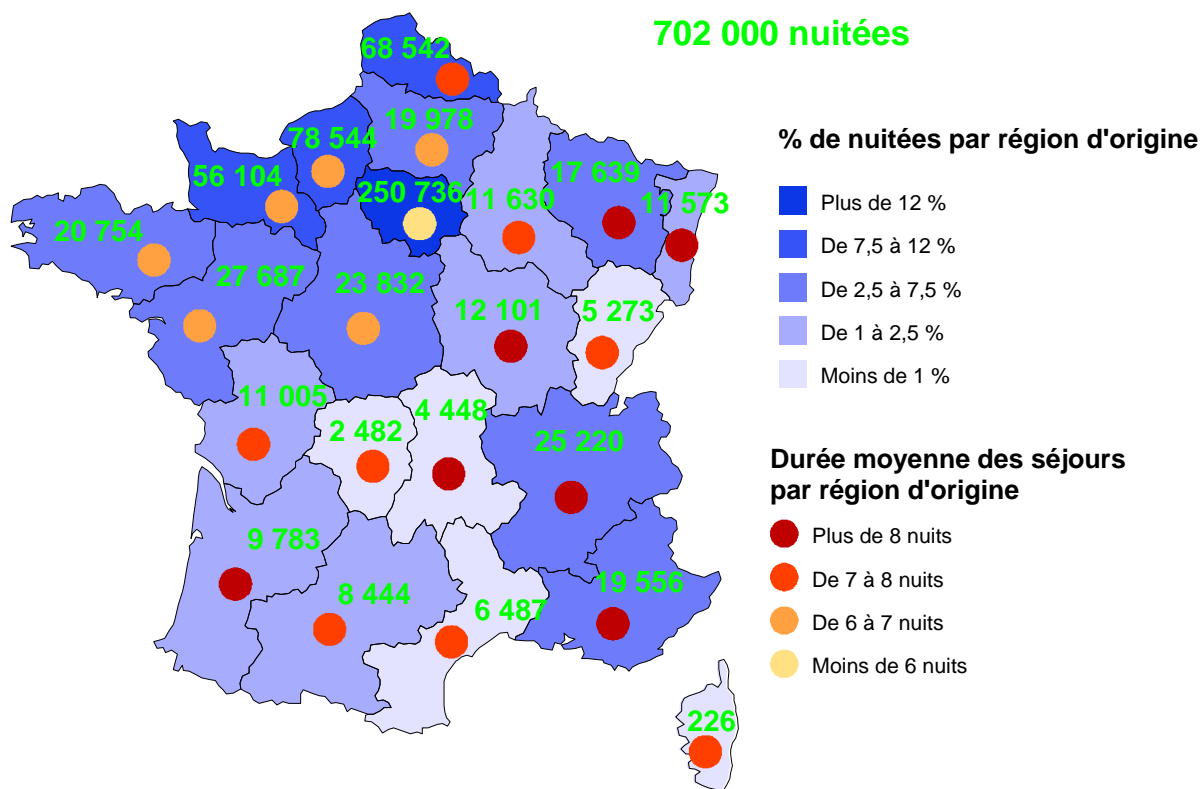 702 000 nuitées
68 542
19 978
78 544
56 104
250 736
11 630
17 639
11 573
20 754
27 687
23 832
12 101
5 273
11 005
2 482
4 448
25 220
9 783
8 444
6 487
19 556
226
% de nuitées par région d'origine
Plus de 12 %
De 7,5 à 12 %
De 2,5 à 7,5 %
De 1 à 2,5 %
Moins de 1 %
Durée moyenne des séjours
par région d'origine
Plus de 8 nuits
De 7 à 8 nuits
De 6 à 7 nuits
Moins de 6 nuits